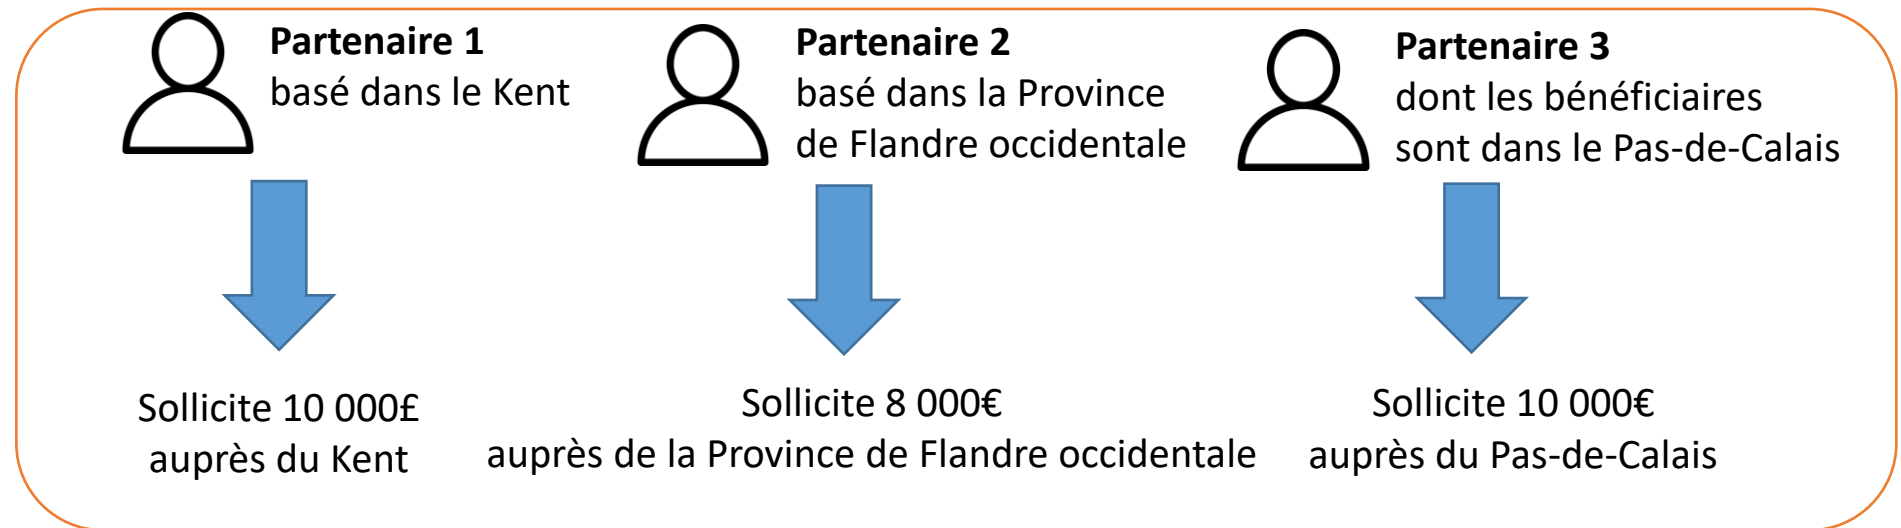 Partenaire 1
basé dans le Kent
Partenaire 2
basé dans la Province
de Flandre occidentale
Partenaire 3
dont les bénéficiaires
sont dans le Pas-de-Calais
Sollicite 10 000£
auprès du Kent
Sollicite 8 000€
auprès de la Province de Flandre occidentale
Sollicite 10 000€
auprès du Pas-de-Calais